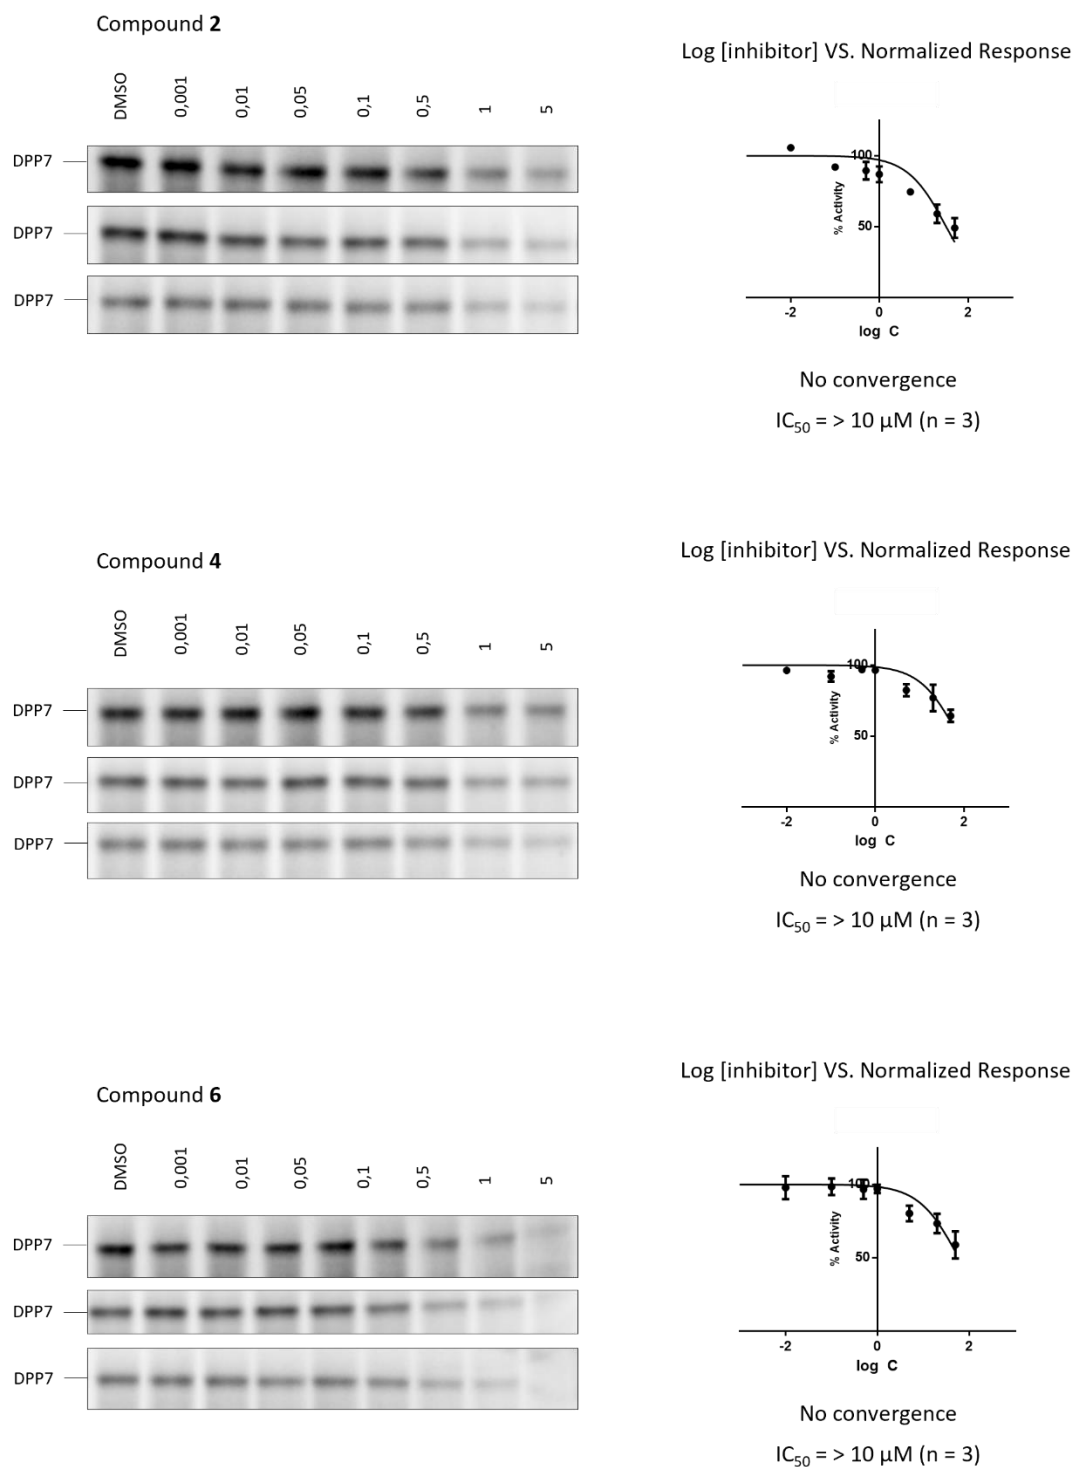 Compound 2
DMSO 0,001 0,01 0,05 0,1 0,5 1 5
DPP7
DPP7
DPP7
Log [inhibitor] VS. Normalized Response
100
50
% Activity
-2 0 2
log C
No convergence
IC50 = > 10 µM (n = 3)
Compound 4
DMSO 0,001 0,01 0,05 0,1 0,5 1 5
DPP7
DPP7
DPP7
Log [inhibitor] VS. Normalized Response
100
50
% Activity
-2 0 2
log C
No convergence
IC50 = > 10 µM (n = 3)
Compound 6
DMSO 0,001 0,01 0,05 0,1 0,5 1 5
DPP7
DPP7
DPP7
Log [inhibitor] VS. Normalized Response
100
50
% Activity
-2 0 2
log C
No convergence
IC50 = > 10 µM (n = 3)